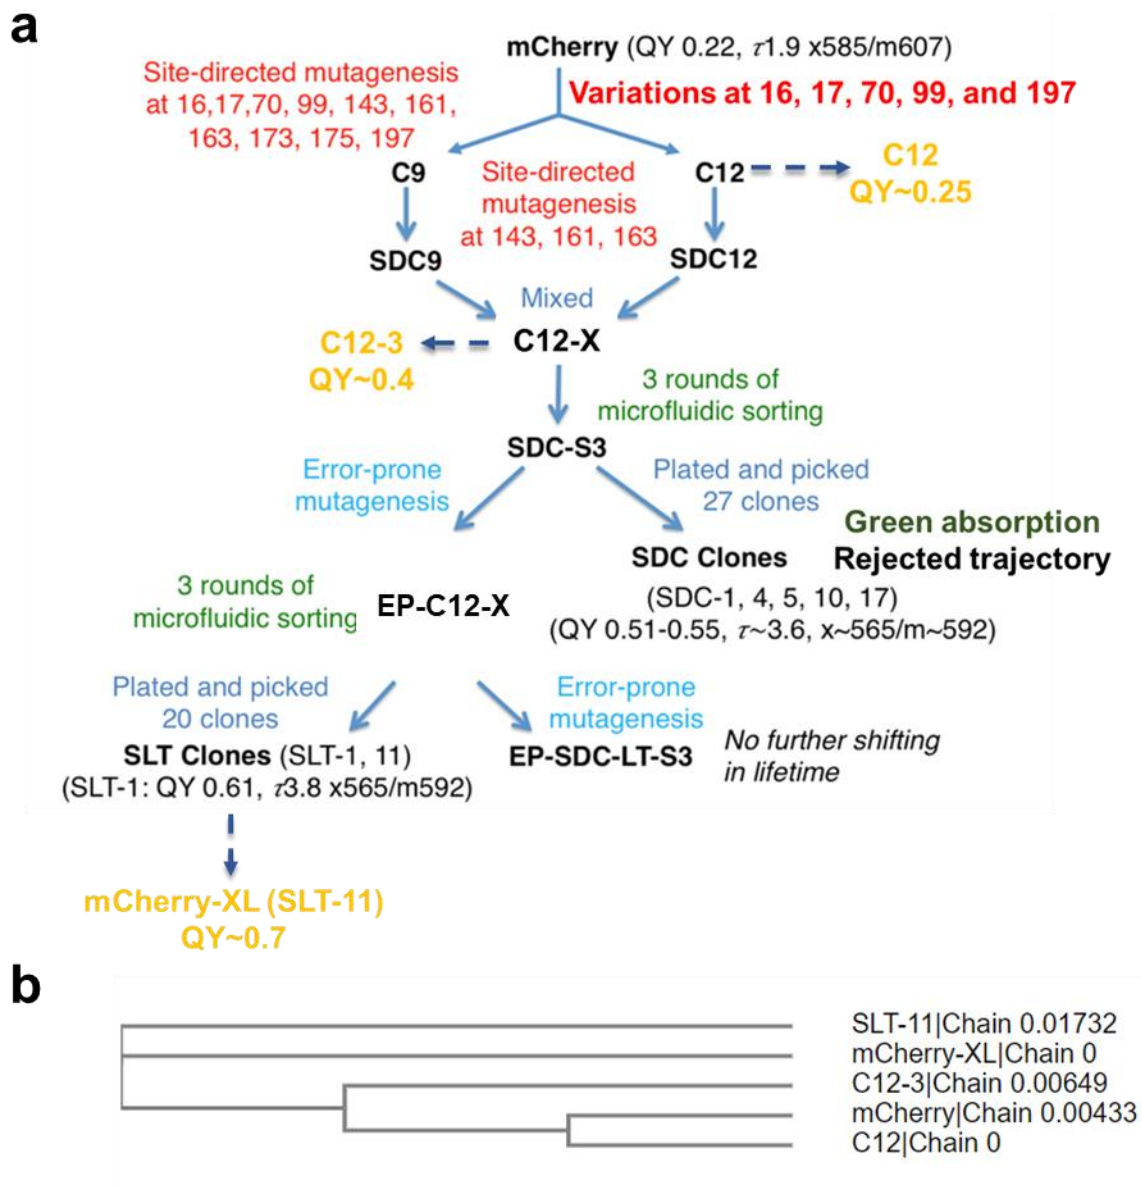 a
mCherry (QY 0.22, τ1.9 x585/m607)
Site-directed mutagenesis
at 16,17,70, 99, 143, 161,
163, 173, 175, 197
Variations at 16, 17, 70, 99, and 197
C9
Site-directed
mutagenesis
at 143, 161, 163
C12
C12
QY~0.25
SDC9
SDC12
Mixed
C12-3
QY~0.4
C12-X
3 rounds of
microfluidic sorting
SDC-S3
Error-prone
mutagenesis
Plated and picked
27 clones
Green absorption
Rejected trajectory
SDC Clones
(SDC-1, 4, 5, 10, 17)
(QY 0.51-0.55, τ~3.6, x~565/m~592)
3 rounds of
microfluidic sorting
EP-C12-X
Plated and picked
20 clones
Error-prone
mutagenesis
SLT Clones (SLT-1, 11)
(SLT-1: QY 0.61, τ3.8 x565/m592)
EP-SDC-LT-S3
No further shifting
in lifetime
mCherry-XL (SLT-11)
QY~0.7
b
SLT-11|Chain 0.01732
mCherry-XL|Chain 0
C12-3|Chain 0.00649
mCherry|Chain 0.00433
C12|Chain 0